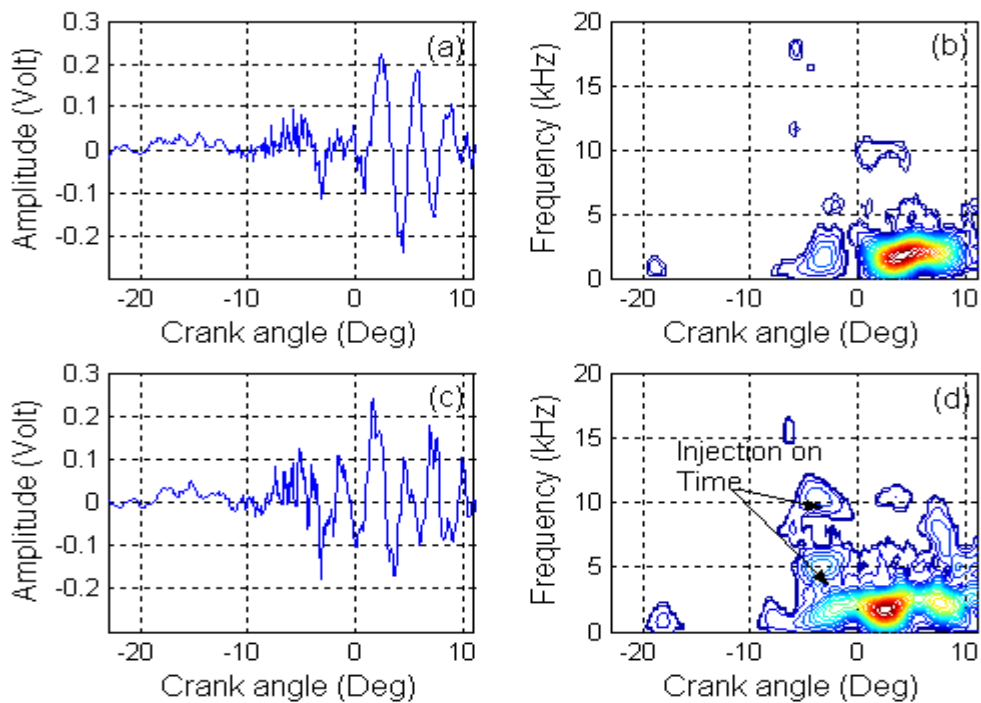 Amplitude (Volt)
0.3
0.2
0.1
0
-0.1
-0.2
(a)
-20
-10
0
10
Crank angle (Deg)
Frequency (kHz)
20
15
10
5
0
(b)
-20
-10
0
10
Crank angle (Deg)
Amplitude (Volt)
0.3
0.2
0.1
0
-0.1
-0.2
(c)
-20
-10
0
10
Crank angle (Deg)
Frequency (kHz)
20
15
10
5
0
(d)
Injection on
Time
-20
-10
0
10
Crank angle (Deg)